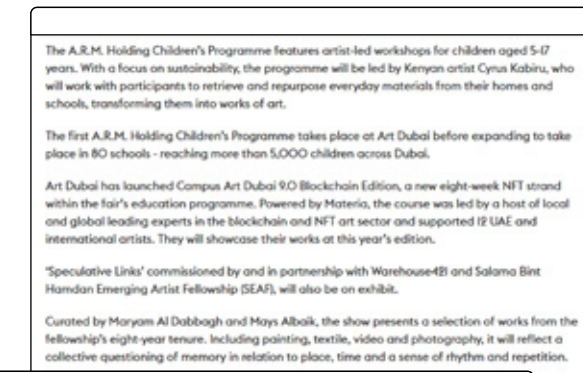 The A.R.M. Holding Children's Programme features artist-led workshops for children aged 5-17
years. With a focus on sustainability, the programme will be led by Kenyan artist Cyrus Kabiru, who
will work with participants to retrieve and repurpose everyday materials from their homes and
schools, transforming them into works of art.
The first A.R.M. Holding Children's Programme takes place at Art Dubai before expanding to take
place in 80 schools - reaching more than 5,000 children across Dubai.
Art Dubai has launched Campus Art Dubai 9.0 Blockchain Edition, a new eight-week NFT strand
within the fair's education programme. Powered by Materia, the course was led by a host of local
and global leading experts in the blockchain and NFT art sector and supported 12 UAE and
international artists. They will showcase their works at this year's edition.
'Speculative Links' commissioned by and in partnership with Warehouse421 and Salama Bint
Hamdan Emerging Artist Fellowship (SEAF), will also be on exhibit.
Curated by Maryam Al Dabbagh and Mays Albaik, the show presents a selection of works from the
fellowship's eight-year tenure. Including painting, textile, video and photography, it will reflect a
collective questioning of memory in relation to place, time and a sense of rhythm and repetition.